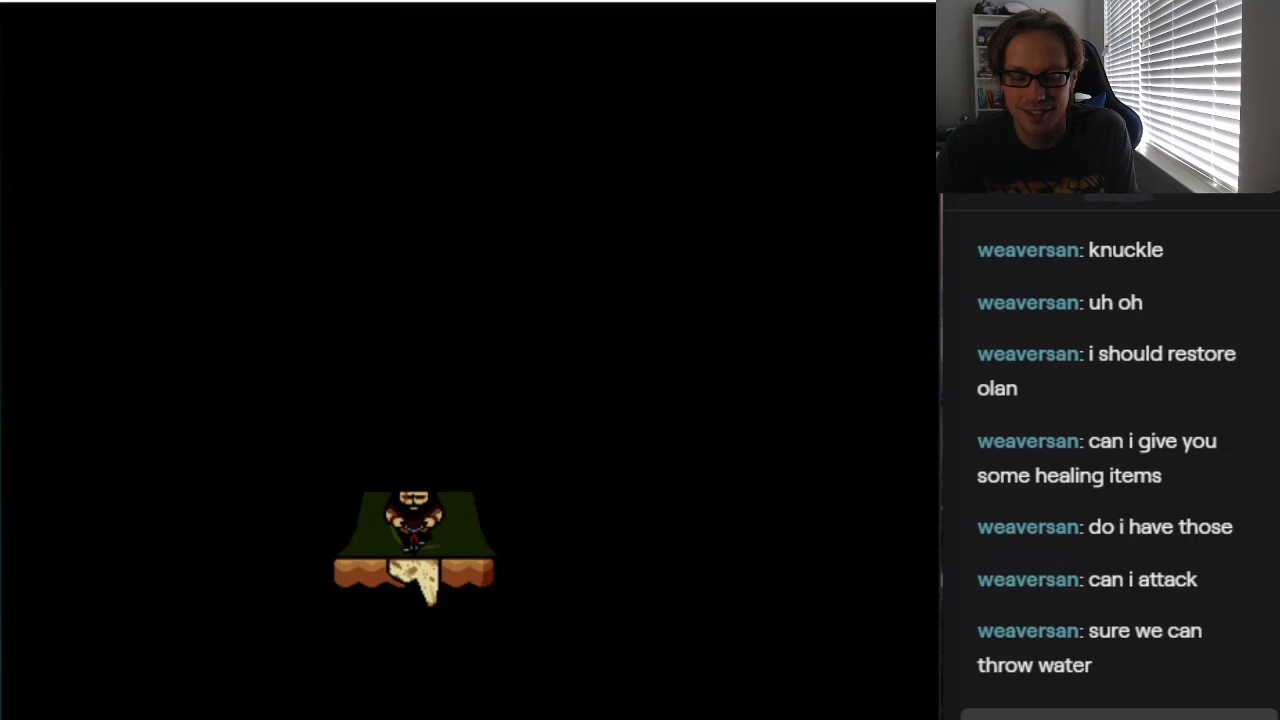 weaversan: knuckle
weaversan: uh oh
weaversan: i should restore
olan
weaversan: can i give you
some healing items
weaversan: do i have those
weaversan: can i attack
weaversan: sure we can
throw water